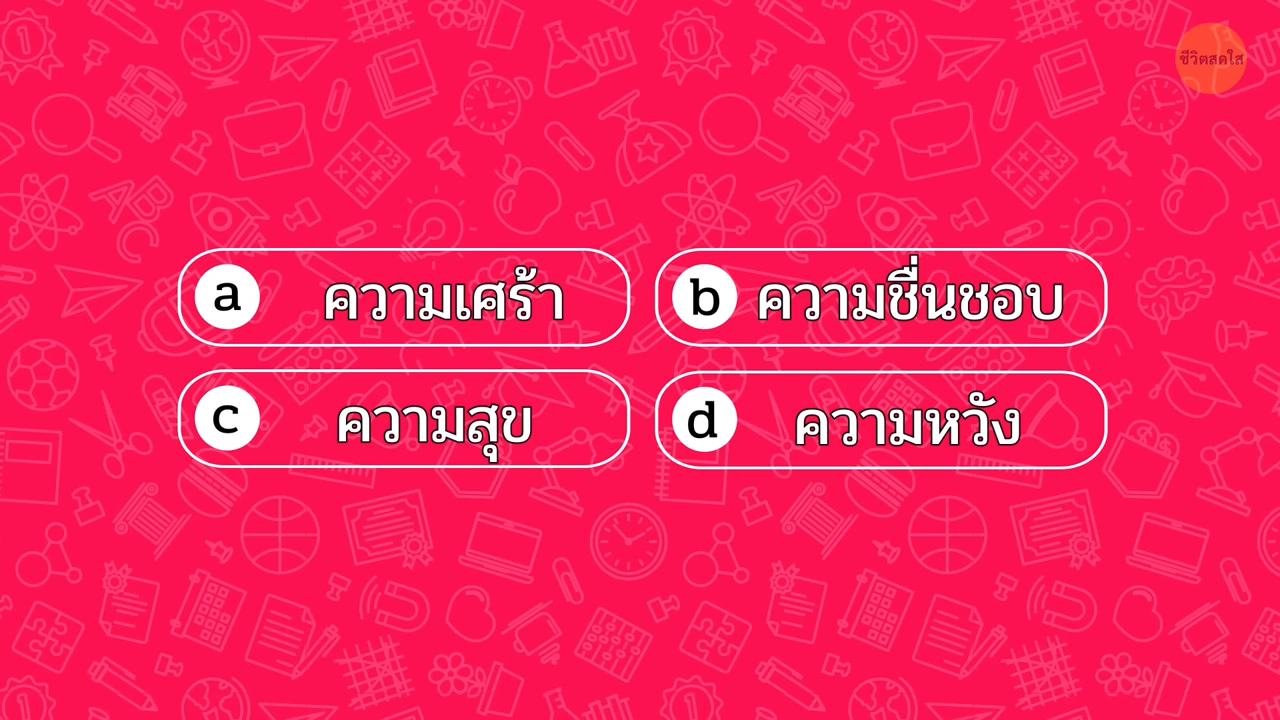 ชีวิตสดใส
a ความเศร้า
b ความชื่นชอบ
c ความสุข
d ความหวัง